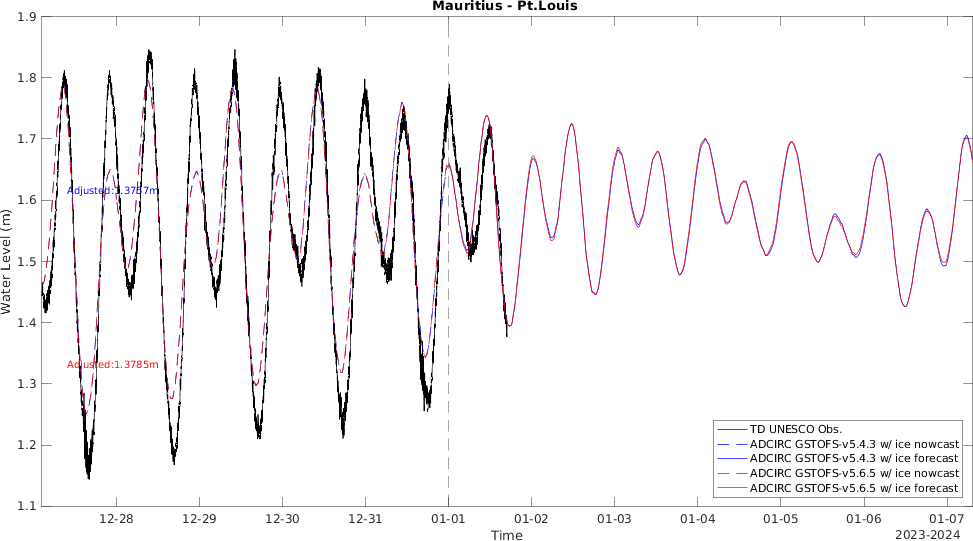 Mauritius - Pt.Louis
1.9
1.8
1.7
1.6
1.5
1.4
1.3
1.2
1.1
Water Level (m)
Adjusted:1.3757m
Adjusted:1.3785m
TD UNESCO Obs.
ADCIRC GSTOFS-v5.4.3 w/ ice nowcast
ADCIRC GSTOFS-v5.4.3 w/ ice forecast
ADCIRC GSTOFS-v5.6.5 w/ ice nowcast
ADCIRC GSTOFS-v5.6.5 w/ ice forecast
12-28 12-29 12-30 12-31 01-01 01-02 01-03 01-04 01-05 01-06 01-07
Time
2023-2024